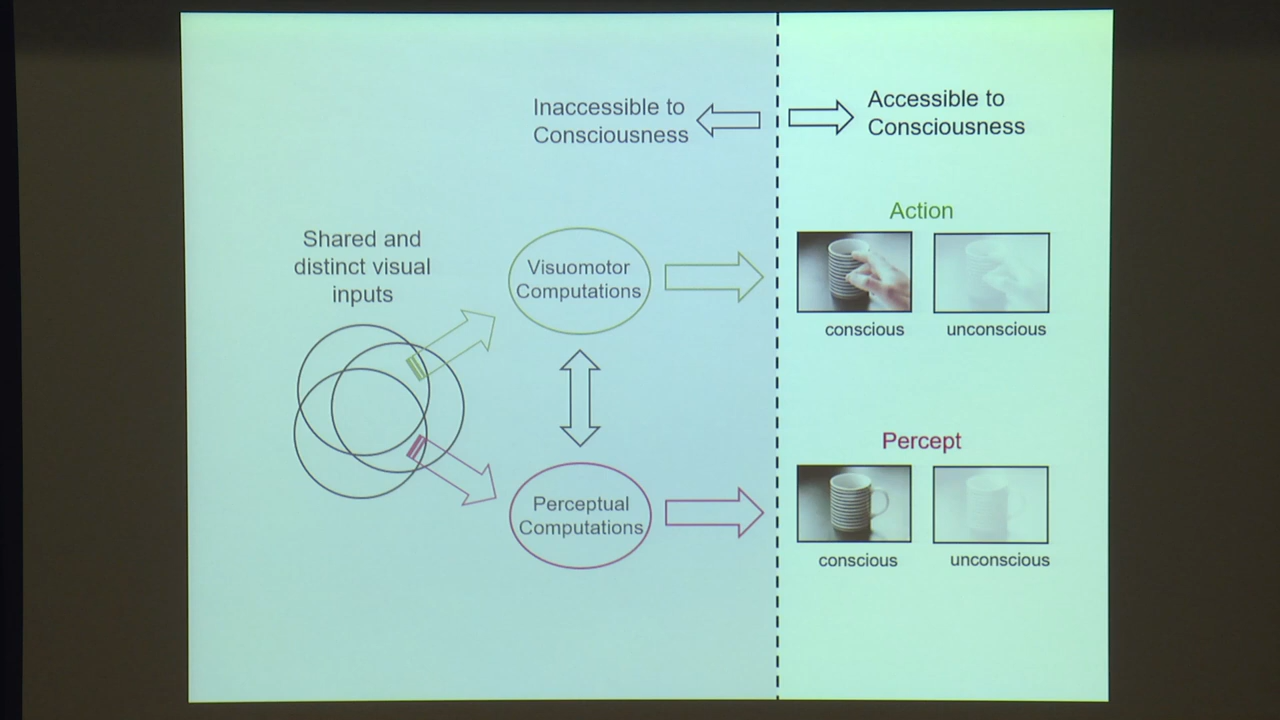 Inaccessible to
Consciousness
Accessible to
Consciousness
Shared and
distinct visual
inputs
Visuomotor
Computations
Action
conscious
unconscious
Perceptual
Computations
Percept
conscious
unconscious